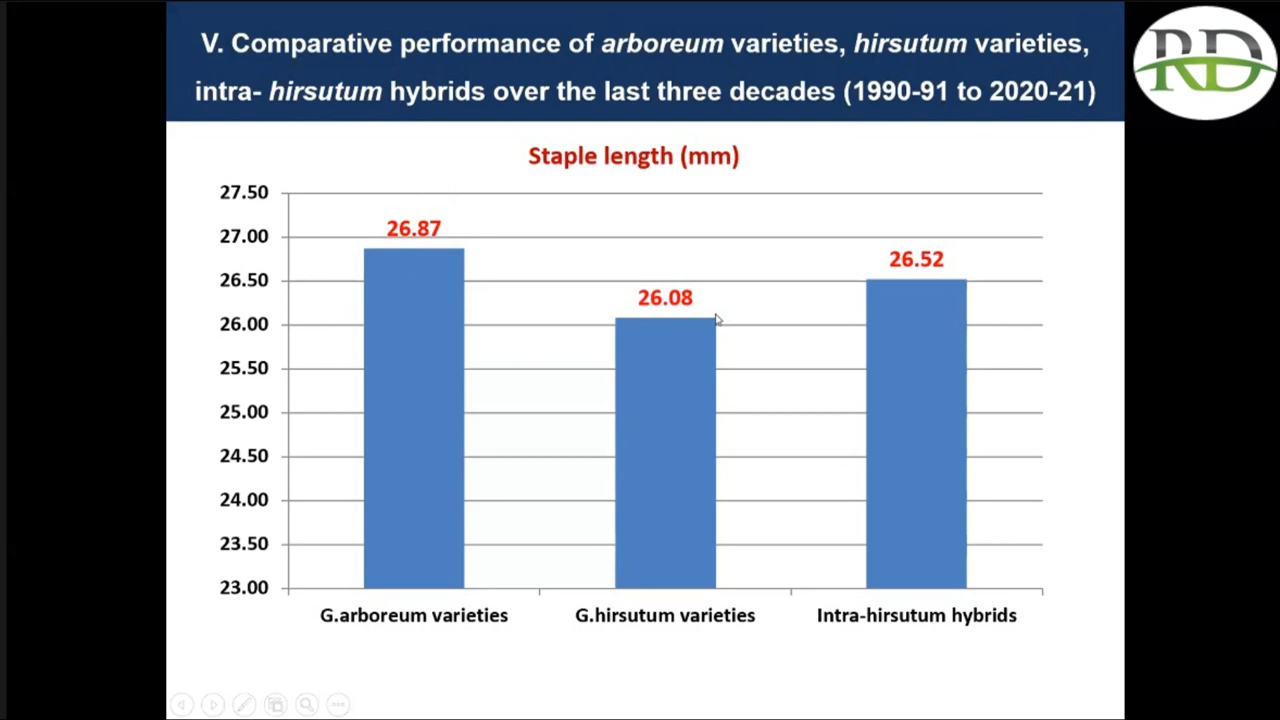 V. Comparative performance of arboreum varieties, hirsutum varieties,
intra- hirsutum hybrids over the last three decades (1990-91 to 2020-21)
RD
Staple length (mm)
27.50
27.00
26.50
26.00
25.50
25.00
24.50
24.00
23.50
23.00
26.87
26.08
26.52
G.arboreum varieties
G.hirsutum varieties
Intra-hirsutum hybrids